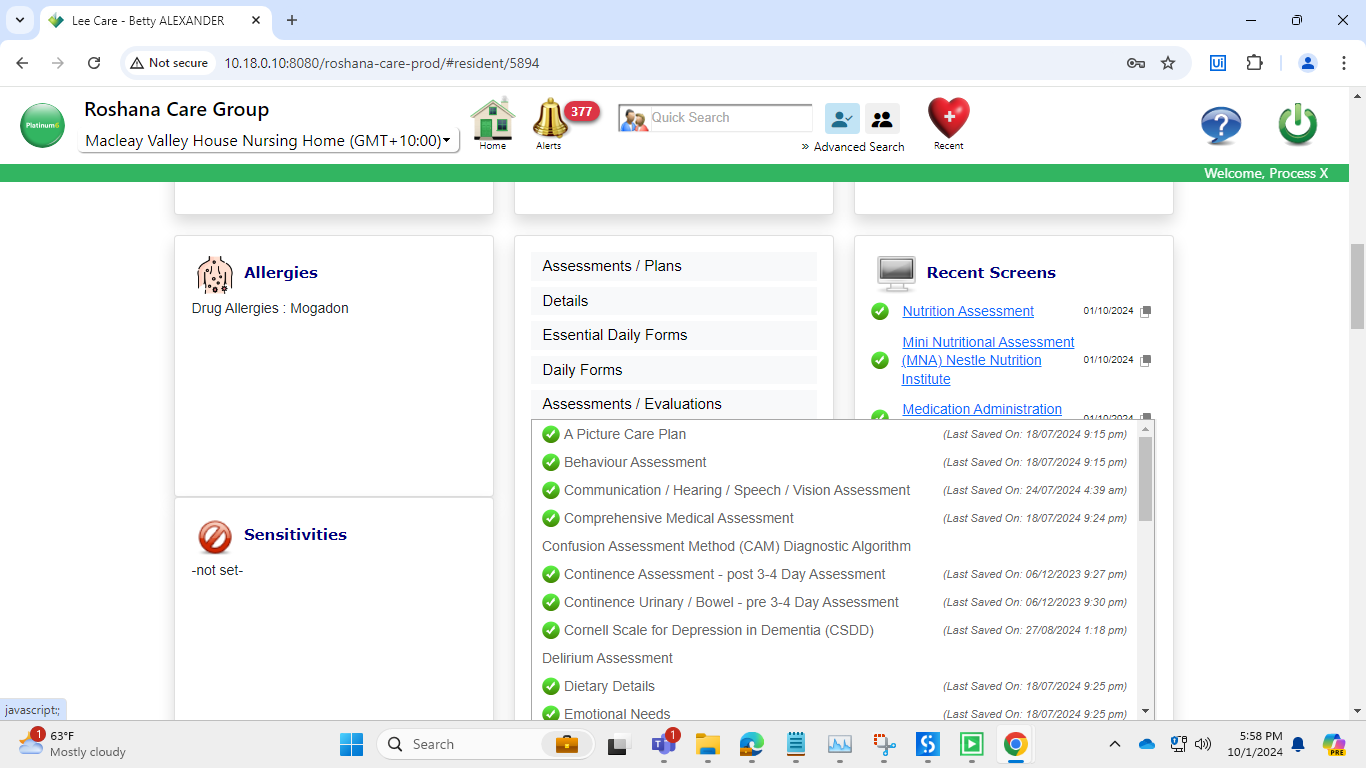 Lee Care - Betty ALEXANDER
Not secure
10.18.0.10:8080/roshana-care-prod/#resident/5894
Platinum6
Roshana Care Group
Macleay Valley House Nursing Home (GMT+10:00)
Home
377
Alerts
Quick Search
» Advanced Search
Recent
Welcome, Process X
Allergies
Drug Allergies : Mogadon
Sensitivities
-not set-
Assessments / Plans
Details
Essential Daily Forms
Daily Forms
Assessments / Evaluations
Recent Screens
Nutrition Assessment 01/10/2024
Mini Nutritional Assessment
(MNA) Nestle Nutrition 01/10/2024
Institute
Medication Administration
01/10/2024
A Picture Care Plan (Last Saved On: 18/07/2024 9:15 pm)
Behaviour Assessment (Last Saved On: 18/07/2024 9:15 pm)
Communication / Hearing / Speech / Vision Assessment (Last Saved On: 24/07/2024 4:39 am)
Comprehensive Medical Assessment (Last Saved On: 18/07/2024 9:24 pm)
Confusion Assessment Method (CAM) Diagnostic Algorithm
Continence Assessment - post 3-4 Day Assessment (Last Saved On: 06/12/2023 9:27 pm)
Continence Urinary / Bowel - pre 3-4 Day Assessment (Last Saved On: 06/12/2023 9:30 pm)
Cornell Scale for Depression in Dementia (CSDD) (Last Saved On: 27/08/2024 1:18 pm)
Delirium Assessment
Dietary Details (Last Saved On: 18/07/2024 9:25 pm)
Emotional Needs (Last Saved On: 18/07/2024 9:25 pm)
javascript:;
1
63°F
Mostly cloudy
Search
1
5:58 PM
10/1/2024
PRE